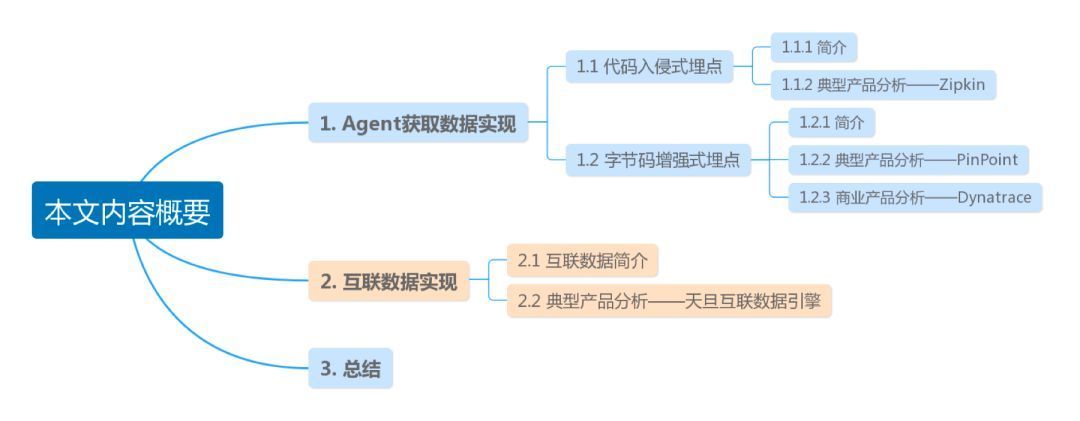 本文内容概要
1. Agent获取数据实现
1.1 代码入侵式埋点
1.1.1 简介
1.1.2 典型产品分析——Zipkin
1.2 字节码增强式埋点
1.2.1 简介
1.2.2 典型产品分析——PinPoint
1.2.3 商业产品分析——Dynatrace
2. 互联数据实现
2.1 互联数据简介
2.2 典型产品分析——天旦互联数据引擎
3. 总结